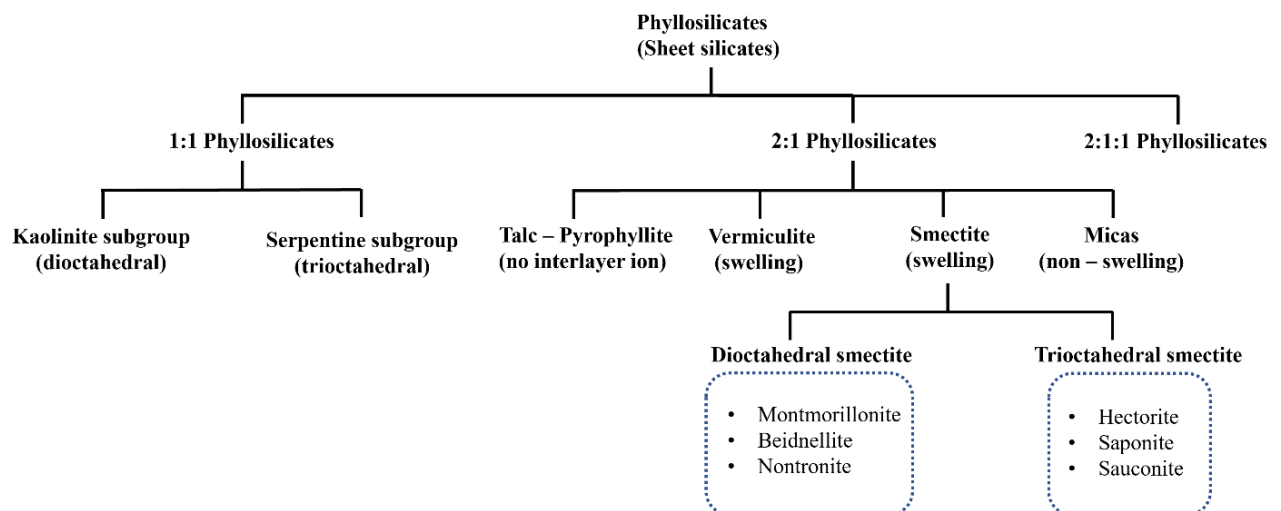 Phyllosilicates
(Sheet silicates)
1:1 Phyllosilicates
2:1 Phyllosilicates
2:1:1 Phyllosilicates
Kaolinite subgroup
(dioctahedral)
Serpentine subgroup
(trioctahedral)
Talc – Pyrophyllite
(no interlayer ion)
Vermiculite
(swelling)
Smectite
(swelling)
Micas
(non – swelling)
Dioctahedral smectite
• Montmorillonite
• Beidnellite
• Nontronite
Trioctahedral smectite
• Hectorite
• Saponite
• Sauconite